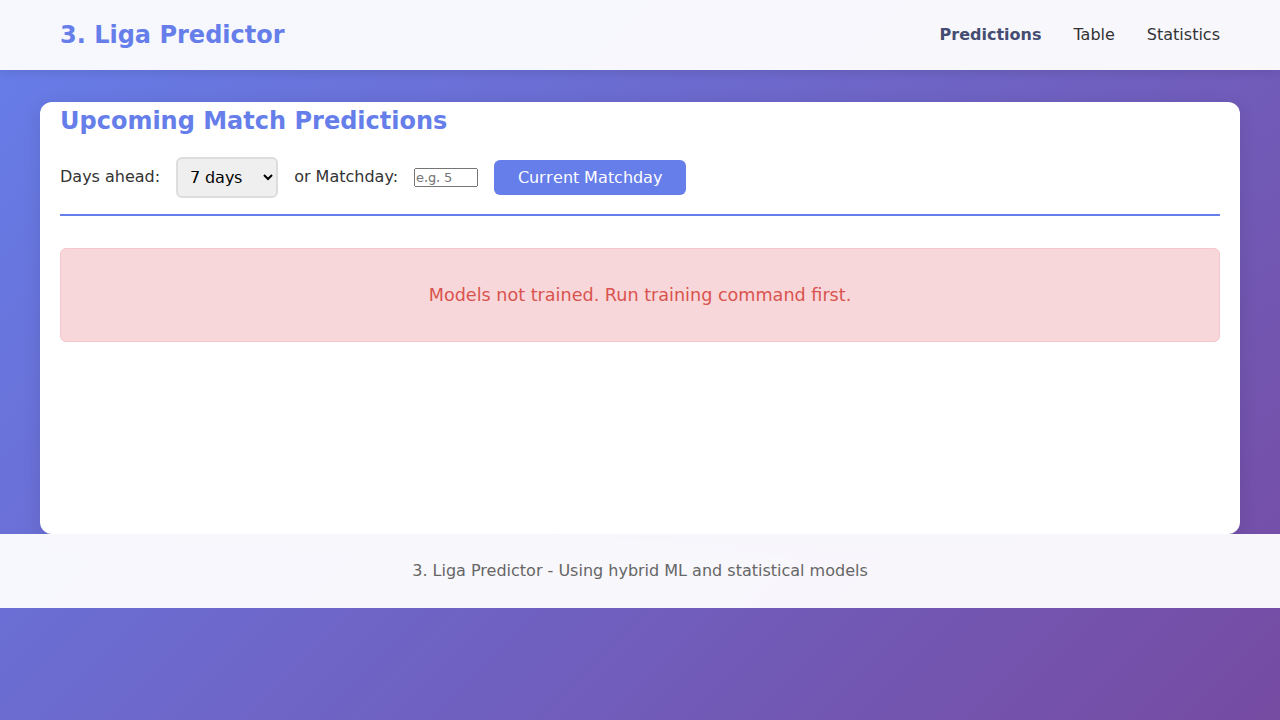 3. Liga Predictor
Predictions Table Statistics
Upcoming Match Predictions
Days ahead: 7 days or Matchday: e.g. 5 Current Matchday
Models not trained. Run training command first.
3. Liga Predictor - Using hybrid ML and statistical models